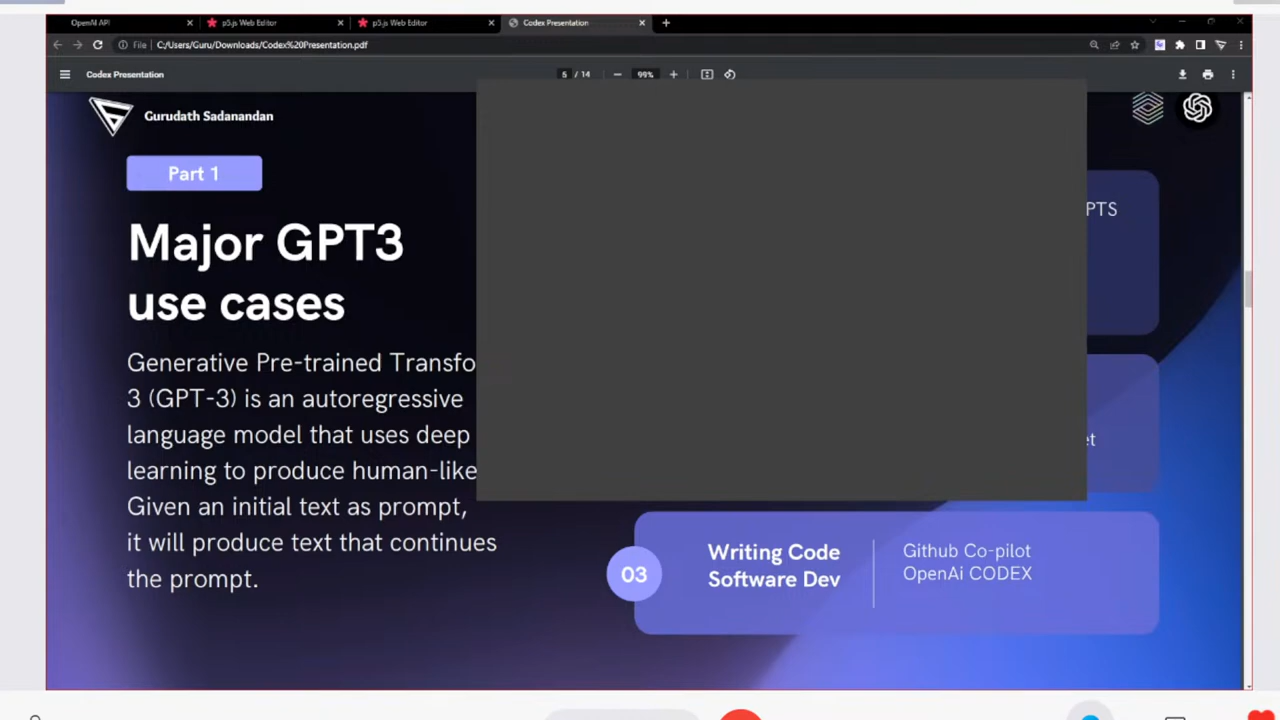 OpenAI API
p5.js Web Editor
p5.js Web Editor
Codex Presentation
File
C:/Users/Guru/Downloads/Codex%20Presentation.pdf
Codex Presentation
5 / 14
99%
Gurudath Sadanandan
Part 1
Major GPT3
use cases
Generative Pre-trained Transfo
3 (GPT-3) is an autoregressive
language model that uses deep
learning to produce human-like
Given an initial text as prompt,
it will produce text that continues
the prompt.
PTS
et
03
Writing Code
Software Dev
Github Co-pilot
OpenAi CODEX